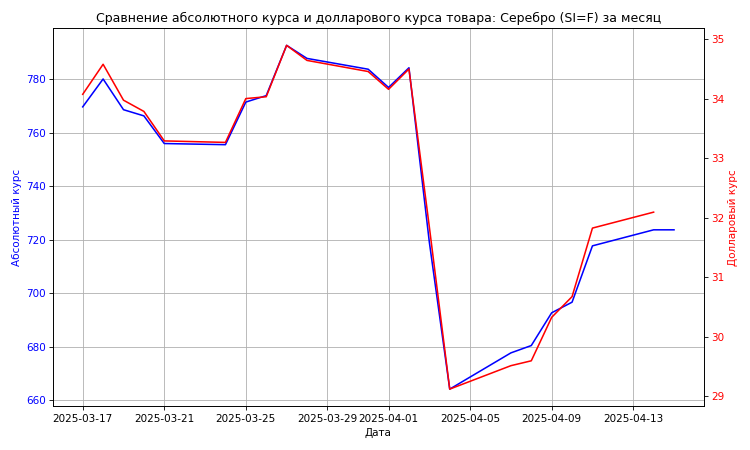 Сравнение абсолютного курса и долларового курса товара: Серебро (SI=F) за месяц
Абсолютный курс
780
760
740
720
700
680
660
35
34
33
32
31
30
29
Долларовый курс
2025-03-17 2025-03-21 2025-03-25 2025-03-29 2025-04-01 2025-04-05 2025-04-09 2025-04-13
Дата